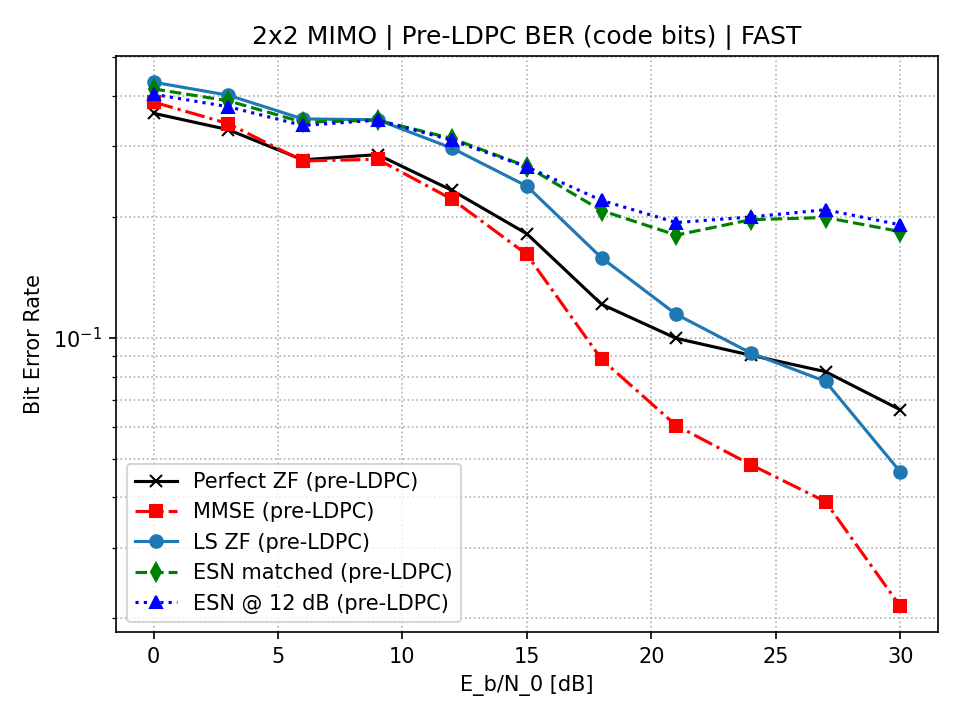 2x2 MIMO | Pre-LDPC BER (code bits) | FAST
Bit Error Rate
10⁻¹
Perfect ZF (pre-LDPC)
MMSE (pre-LDPC)
LS ZF (pre-LDPC)
ESN matched (pre-LDPC)
ESN @ 12 dB (pre-LDPC)
0 5 10 15 20 25 30
E_b/N_0 [dB]